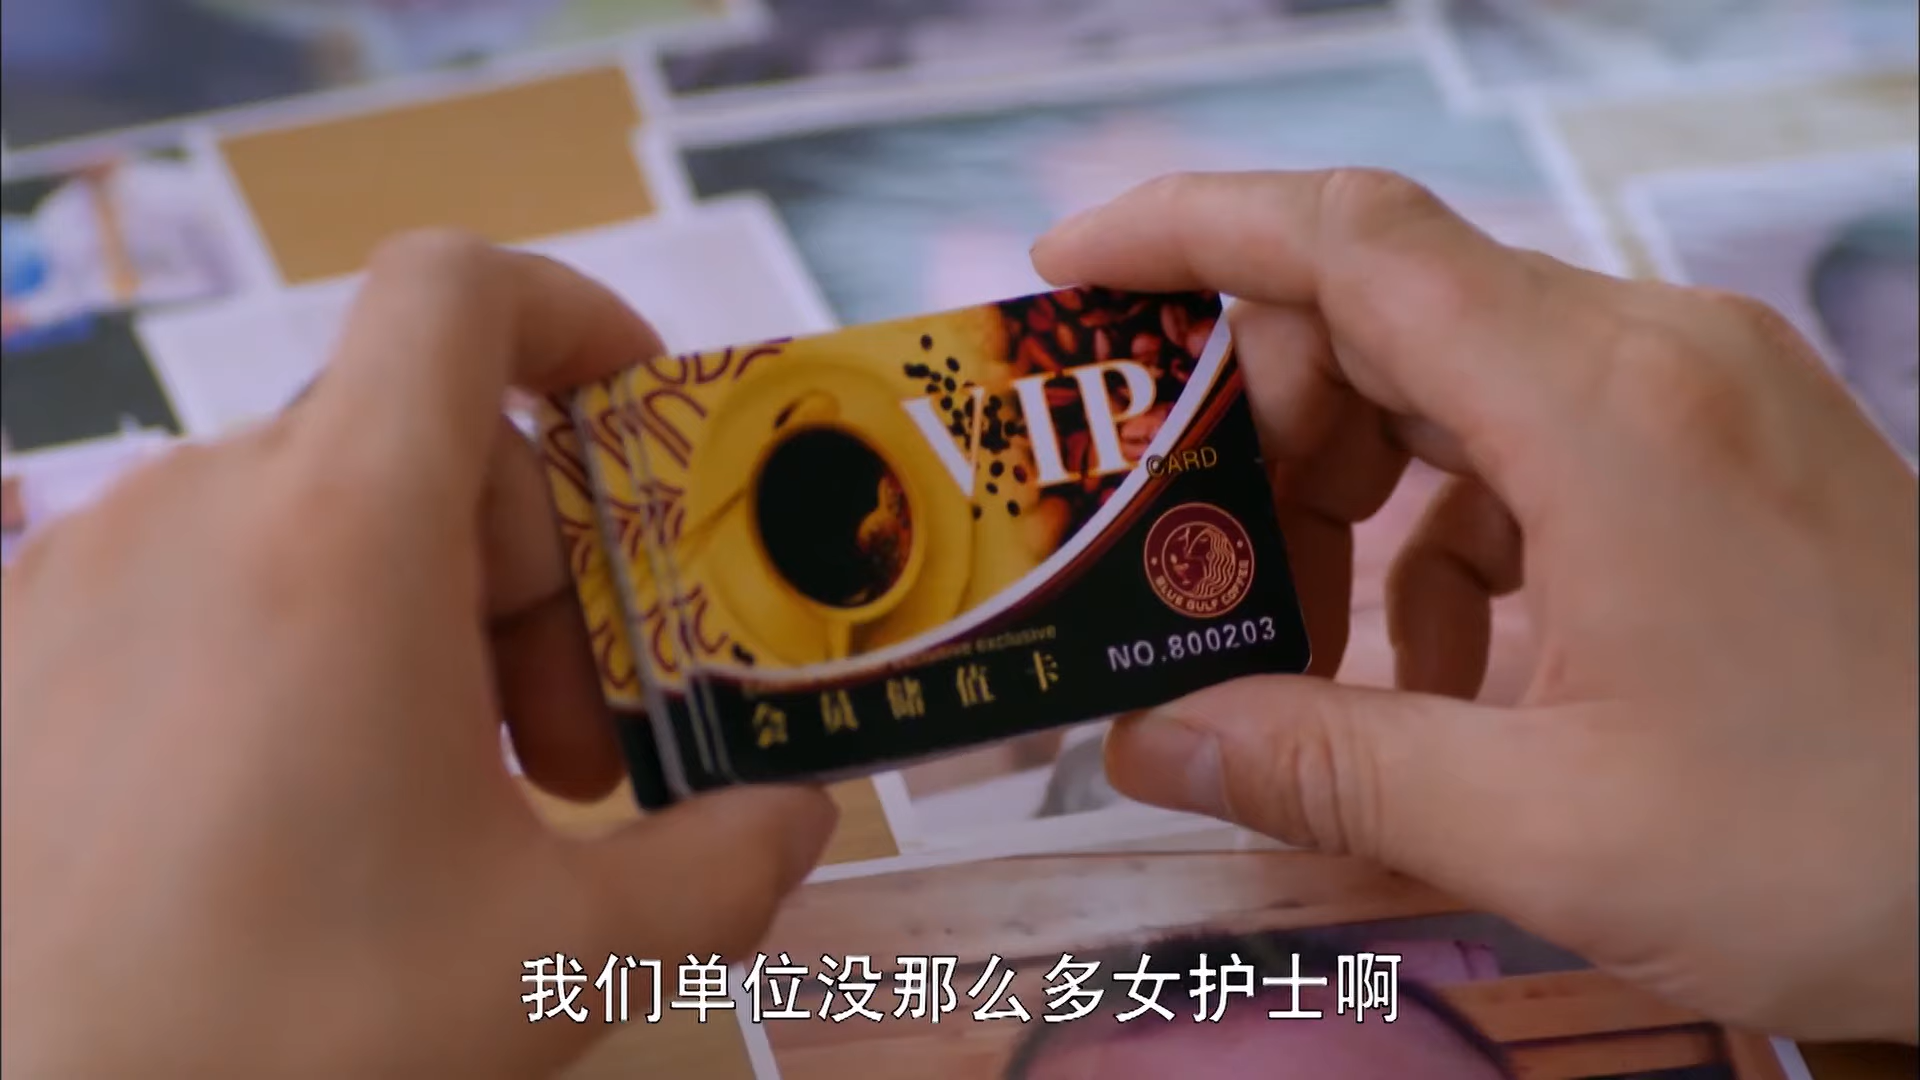 VIP
CARD
BLUE GULF COFFEE
NO.800203
exclusive
会员储值卡
我们单位没那么多女护士啊